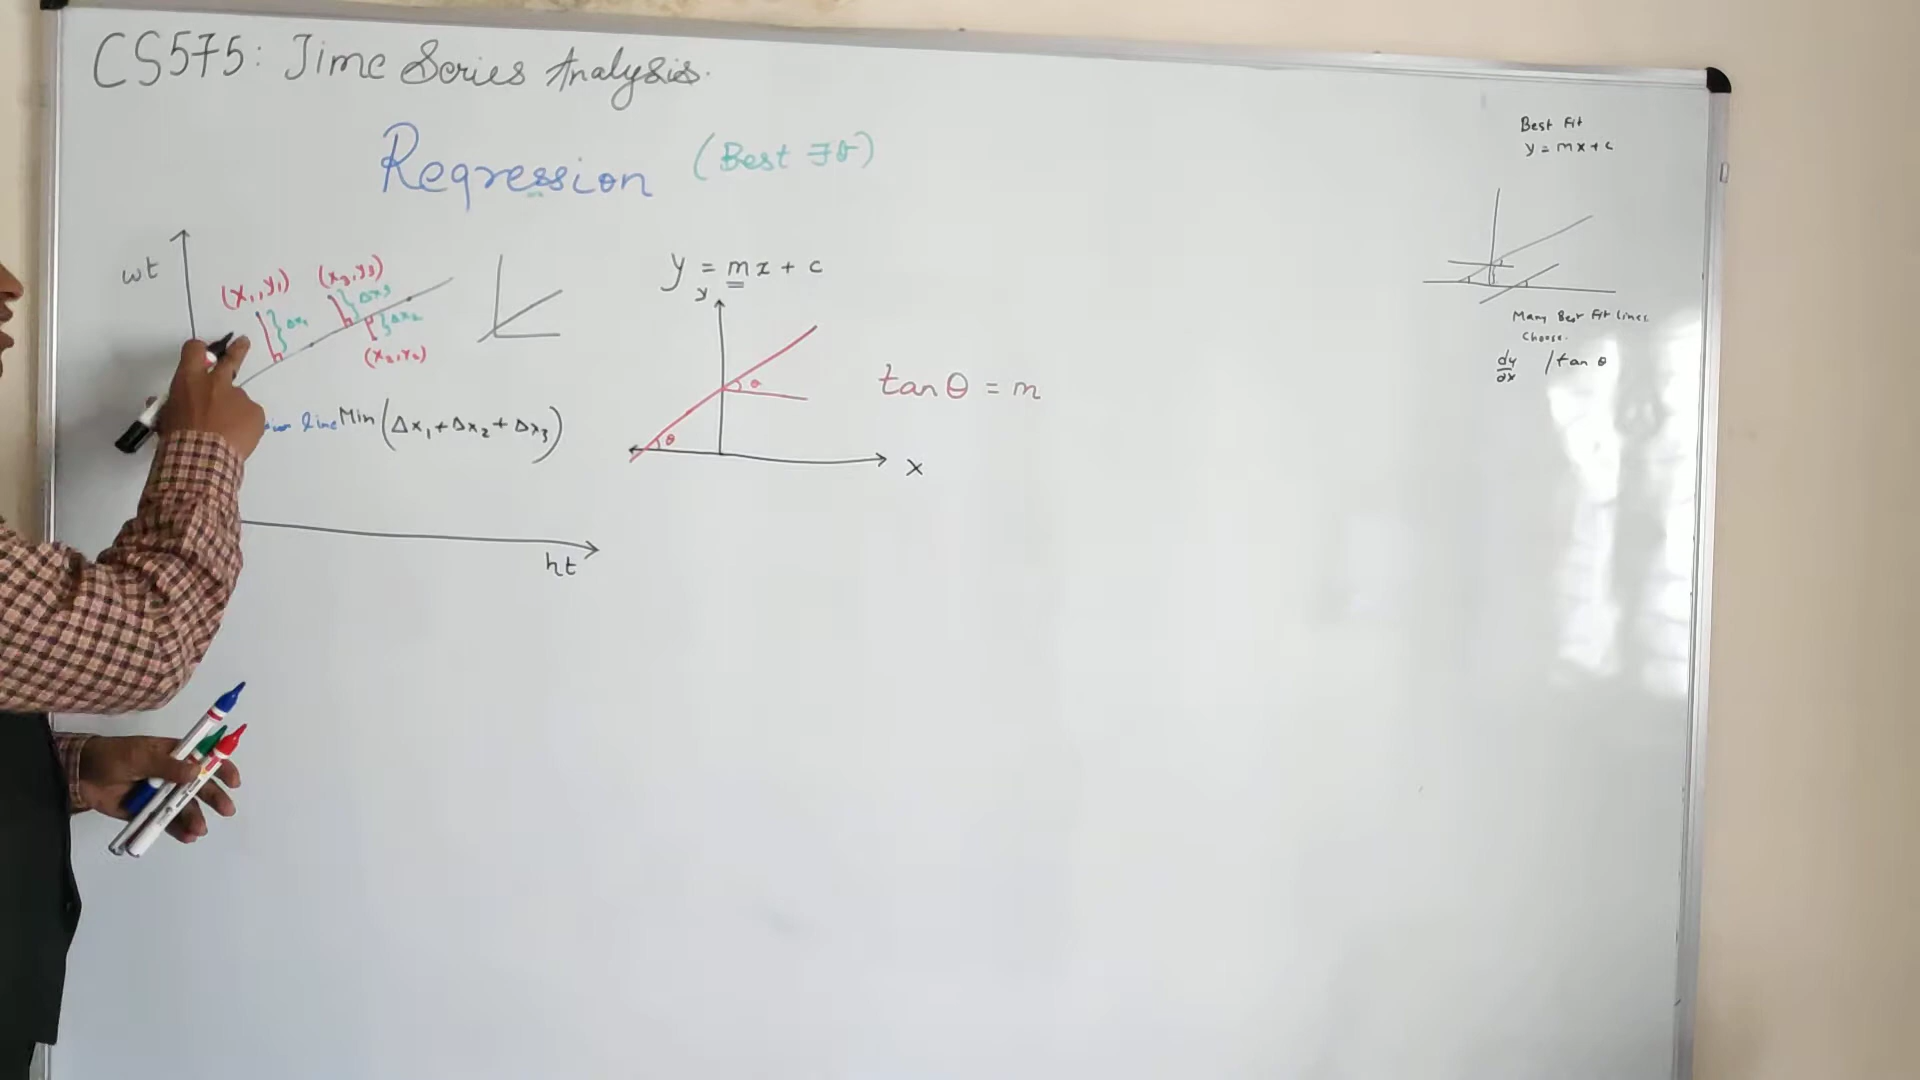 CS575: Time Series Analysis.
Regression (Best Fit)
wt
(x₁,y₁) (x₃,y₃)
Δx₁ Δx₃ Δx₂
(x₂,y₂)
line Min (Δx₁+Δx₂+Δx₃)
ht
y = mx + c
y
θ
θ
x
tan θ = m
Best Fit
y = mx + c
Many Best Fit Lines
Choose.
dy/dx / tan θ